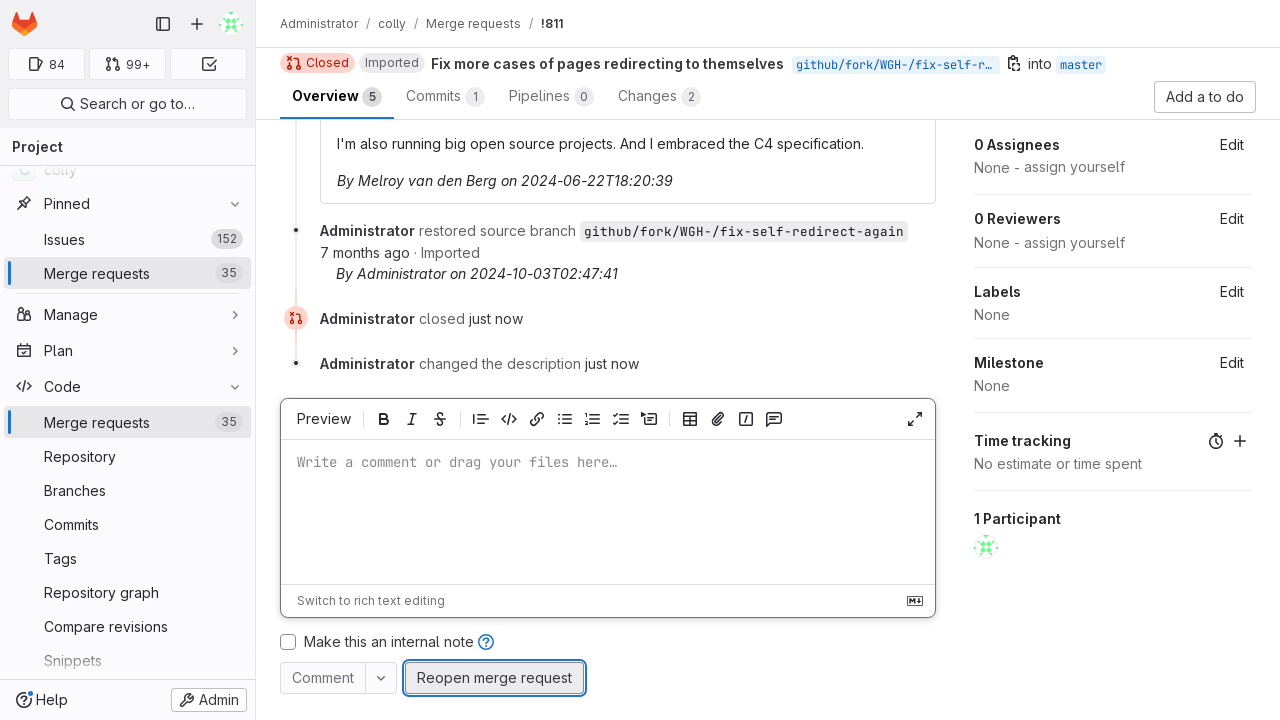 Administrator / colly / Merge requests / !811
84
99+
Search or go to…
Closed Imported Fix more cases of pages redirecting to themselves github/fork/WGH-/fix-self-r… into master
Overview 5 Commits 1 Pipelines 0 Changes 2 Add a to do
Project
colly
Pinned
Issues 152
Merge requests 35
Manage
Plan
Code
Merge requests 35
Repository
Branches
Commits
Tags
Repository graph
Compare revisions
Snippets
Help
Admin
I'm also running big open source projects. And I embraced the C4 specification.
By Melroy van den Berg on 2024-06-22T18:20:39
Administrator restored source branch github/fork/WGH-/fix-self-redirect-again
7 months ago · Imported
By Administrator on 2024-10-03T02:47:41
Administrator closed just now
Administrator changed the description just now
Preview
Write a comment or drag your files here…
Switch to rich text editing
Make this an internal note
Comment
Reopen merge request
0 Assignees Edit
None - assign yourself
0 Reviewers Edit
None - assign yourself
Labels Edit
None
Milestone Edit
None
Time tracking
No estimate or time spent
1 Participant